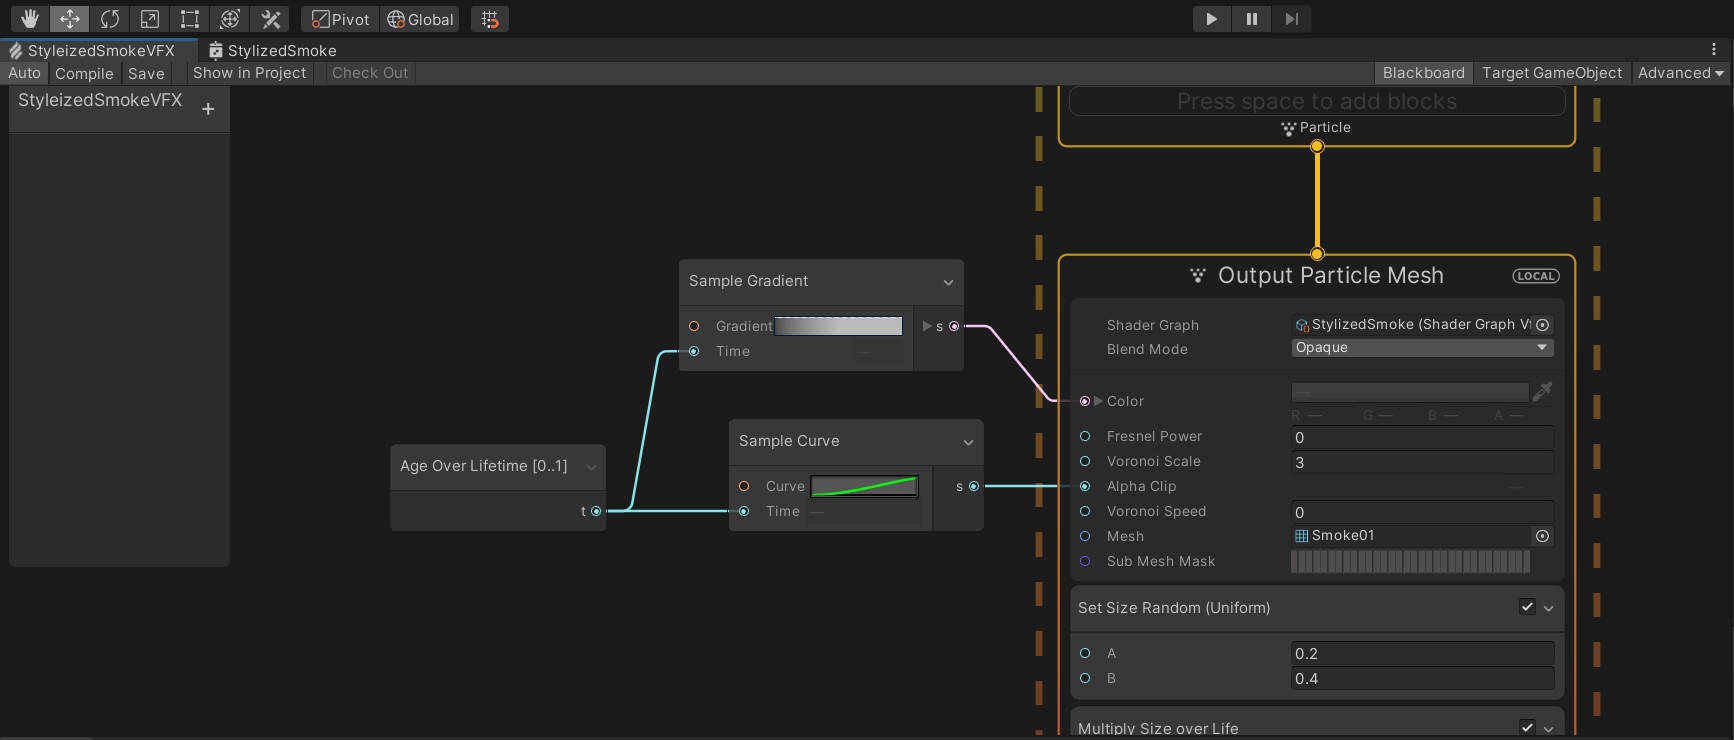 Pivot Global
StyleizedSmokeVFX StylizedSmoke
Auto Compile Save Show in Project Check Out Blackboard Target GameObject Advanced
StyleizedSmokeVFX +
Press space to add blocks
Particle
Output Particle Mesh LOCAL
Shader Graph StylizedSmoke (Shader Graph V
Blend Mode Opaque
Color
R — G — B — A —
Fresnel Power 0
Voronoi Scale 3
Alpha Clip —
Voronoi Speed 0
Mesh Smoke01
Sub Mesh Mask
Set Size Random (Uniform)
A 0.2
B 0.4
Multiply Size over Life
Sample Gradient
Gradient s
Time —
Sample Curve
Curve s
Time —
Age Over Lifetime [0..1]
t